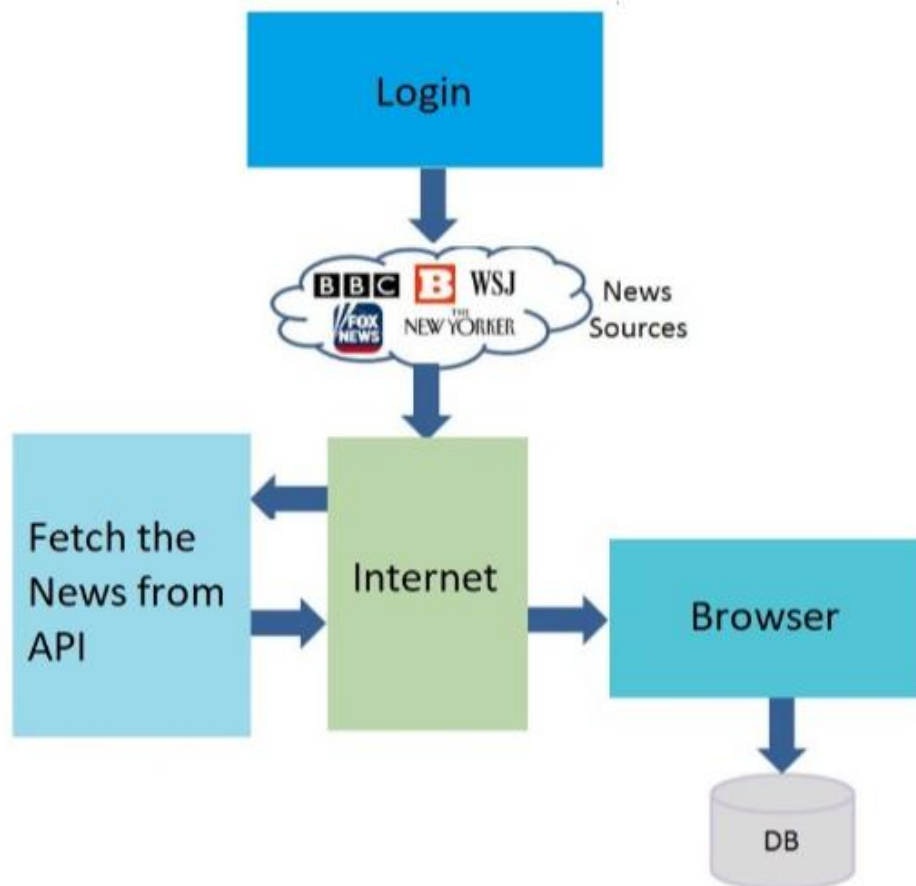 Login
BBC
B
WSJ
FOX
NEWS
THE
NEW YORKER
News
Sources
Fetch the
News from
API
Internet
Browser
DB